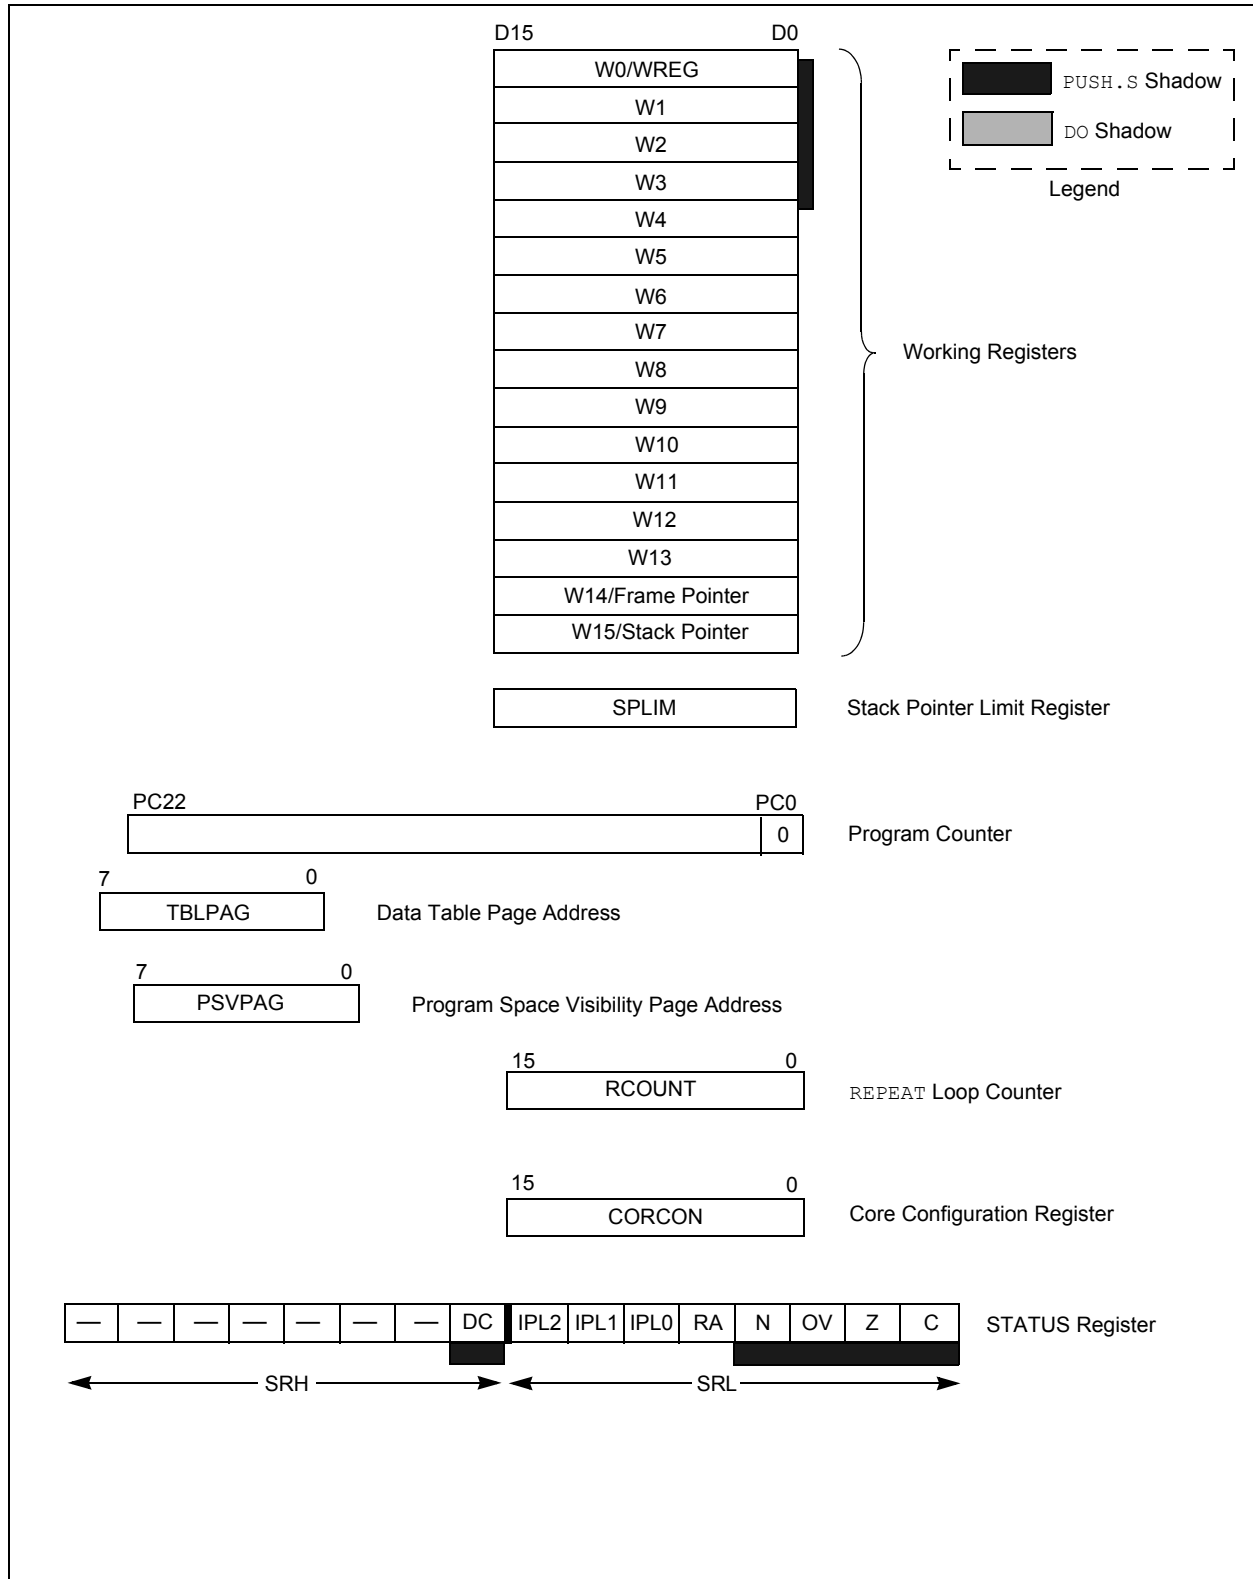 D15 D0
W0/WREG
W1
W2
W3
W4
W5
W6
W7
W8
W9
W10
W11
W12
W13
W14/Frame Pointer
W15/Stack Pointer
PUSH.S Shadow
DO Shadow
Legend
Working Registers
SPLIM Stack Pointer Limit Register
PC22 PC0
0 Program Counter
7 0
TBLPAG Data Table Page Address
7 0
PSVPAG Program Space Visibility Page Address
15 0
RCOUNT REPEAT Loop Counter
15 0
CORCON Core Configuration Register
— — — — — — — DC IPL2 IPL1 IPL0 RA N OV Z C STATUS Register
SRH SRL